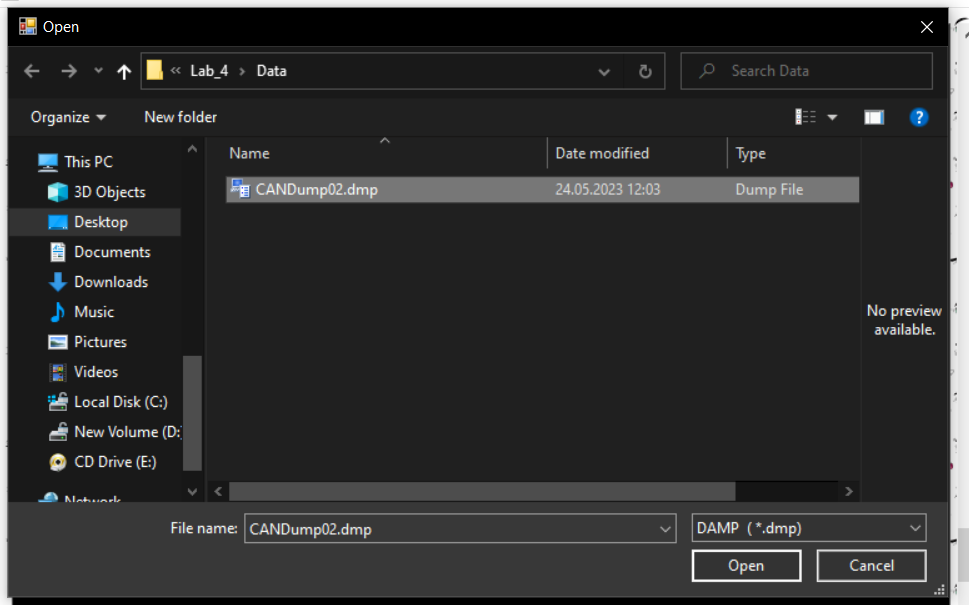 Open
« Lab_4 › Data
Search Data
Organize
New folder
?
Name
Date modified
Type
CANDump02.dmp
24.05.2023 12:03
Dump File
This PC
3D Objects
Desktop
Documents
Downloads
Music
Pictures
Videos
Local Disk (C:)
New Volume (D:)
CD Drive (E:)
Network
No preview
available.
File name:
CANDump02.dmp
DAMP ( *.dmp)
Open
Cancel